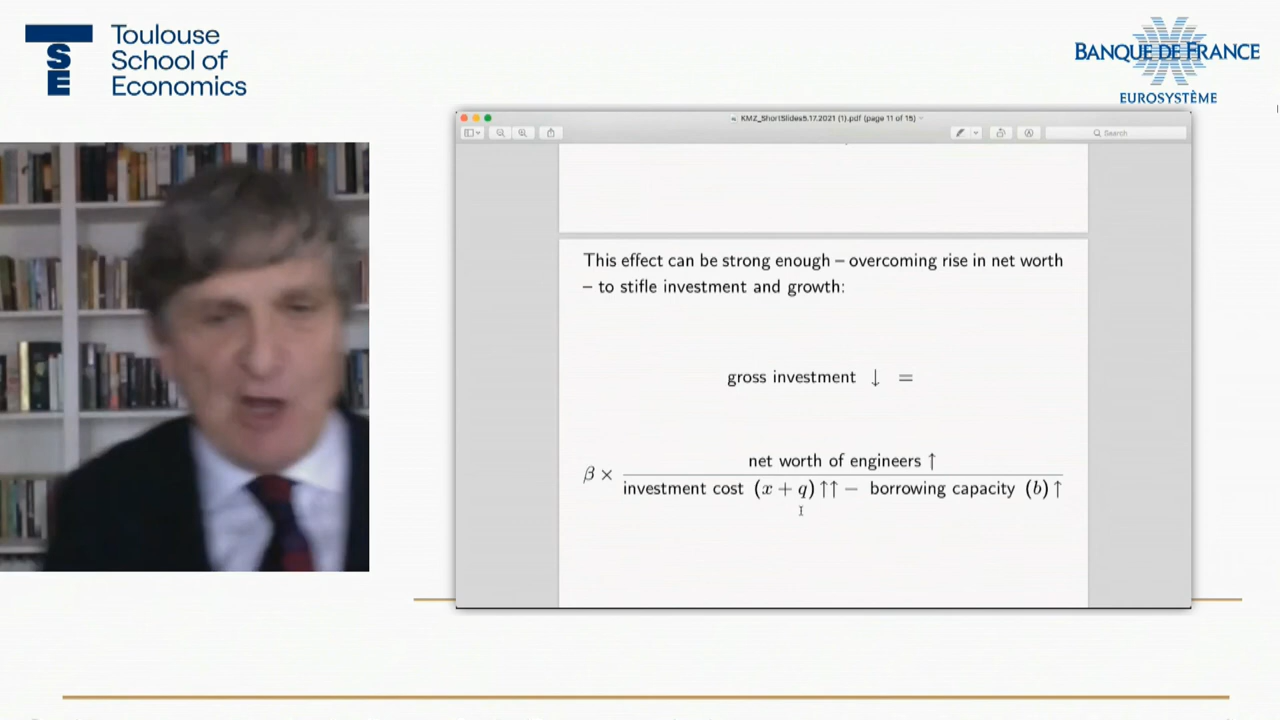 Toulouse
School of
Economics
TSE
BANQUE DE FRANCE
EUROSYSTÈME
KMZ_ShortSlides5.17.2021 (1).pdf (page 11 of 15)
Search
This effect can be strong enough – overcoming rise in net worth
– to stifle investment and growth:
gross investment ↓ =
net worth of engineers ↑
β ×
investment cost (x + q) ↑↑ − borrowing capacity (b) ↑